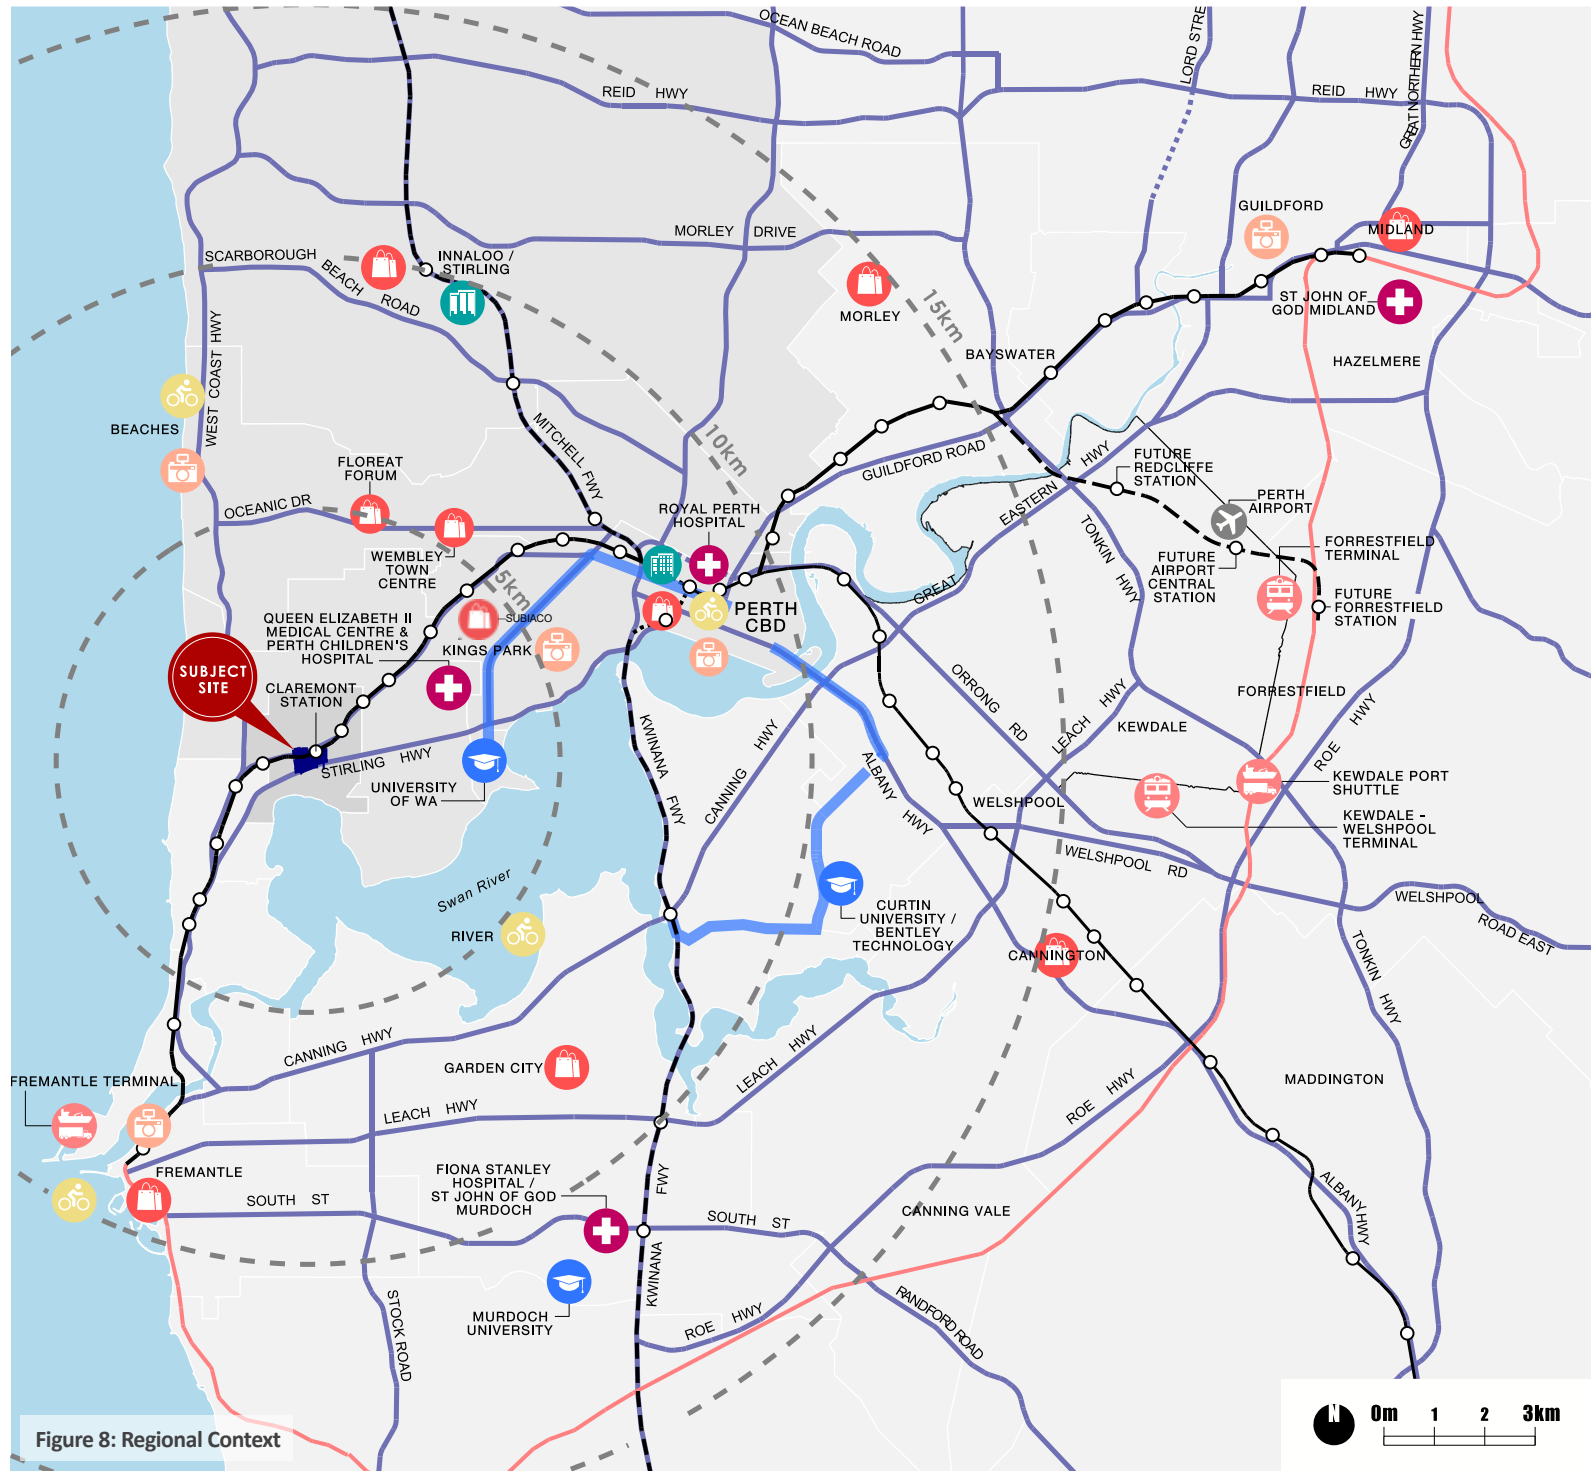 OCEAN BEACH ROAD
LORD STRE
GREAT NORTHERN HWY
REID HWY
REID HWY
GUILDFORD
MIDLAND
MORLEY DRIVE
SCARBOROUGH
BEACH ROAD
INNALOO /
STIRLING
ST JOHN OF
GOD MIDLAND
MORLEY
15km
WEST COAST HWY
BAYSWATER
HAZELMERE
BEACHES
MITCHELL FWY
10km
FLOREAT
FORUM
GUILDFORD ROAD
HWY
EASTERN
GREAT
FUTURE
REDCLIFFE
STATION
PERTH
AIRPORT
OCEANIC DR
ROYAL PERTH
HOSPITAL
WEMBLEY
TOWN
CENTRE
TONKIN HWY
FUTURE
AIRPORT
CENTRAL
STATION
FORRESTFIELD
TERMINAL
5km
FUTURE
FORRESTFIELD
STATION
PERTH
CBD
QUEEN ELIZABETH II
MEDICAL CENTRE &
PERTH CHILDREN'S
HOSPITAL
SUBIACO
KINGS PARK
SUBJECT
SITE
CLAREMONT
STATION
ORRONG RD
FORRESTFIELD
LEACH HWY
KEWDALE
ROE HWY
STIRLING HWY
KWINANA FWY
CANNING HWY
ALBANY HWY
UNIVERSITY
OF WA
WELSHPOOL
KEWDALE PORT
SHUTTLE
KEWDALE -
WELSHPOOL
TERMINAL
WELSHPOOL RD
WELSHPOOL
ROAD EAST
Swan River
RIVER
CURTIN
UNIVERSITY /
BENTLEY
TECHNOLOGY
CANNINGTON
TONKIN HWY
CANNING HWY
GARDEN CITY
LEACH HWY
MADDINGTON
FREMANTLE TERMINAL
LEACH HWY
ROE HWY
FREMANTLE
FIONA STANLEY
HOSPITAL /
ST JOHN OF GOD
MURDOCH
FWY
KWINANA
SOUTH ST
SOUTH ST
CANNING VALE
ALBANY HWY
MURDOCH
UNIVERSITY
STOCK ROAD
ROE HWY
RANDFORD ROAD
N
0m 1 2 3km
Figure 8: Regional Context